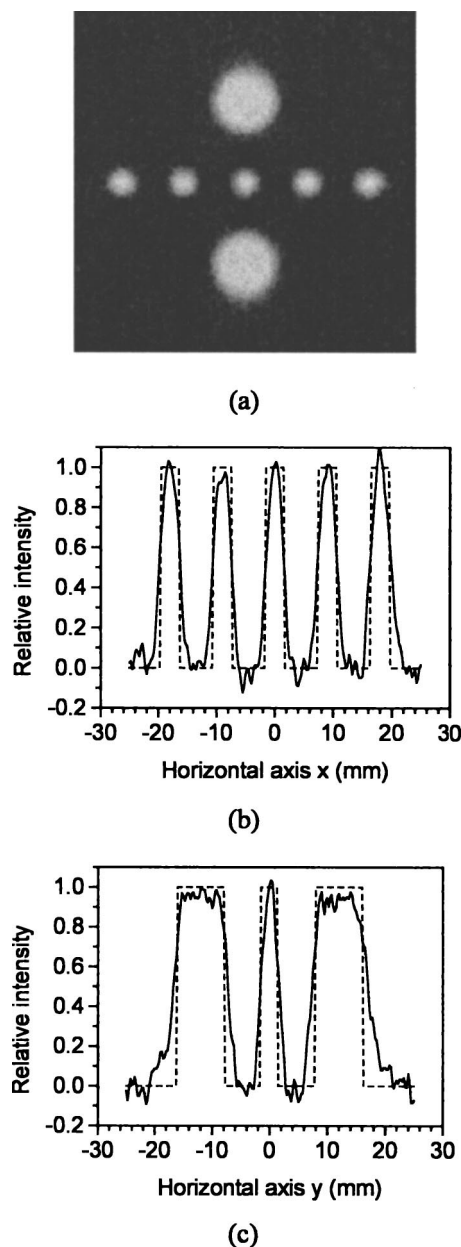 (a)
1.0
0.8
0.6
0.4
0.2
0.0
-0.2
Relative intensity
-30 -20 -10 0 10 20 30
Horizontal axis x (mm)
(b)
1.0
0.8
0.6
0.4
0.2
0.0
-0.2
Relative intensity
-30 -20 -10 0 10 20 30
Horizontal axis y (mm)
(c)